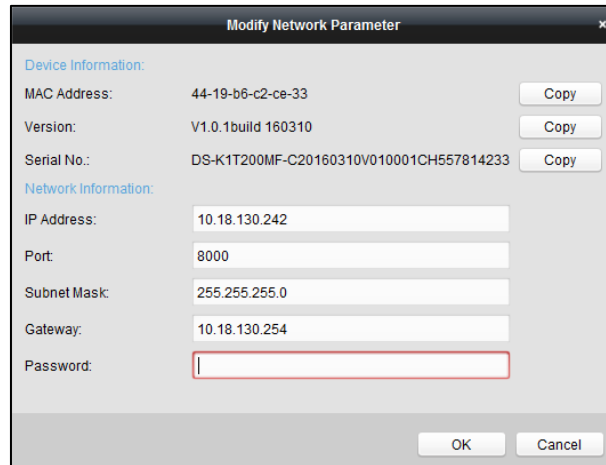 Modify Network Parameter ×
Device Information:
MAC Address: 44-19-b6-c2-ce-33 Copy
Version: V1.0.1build 160310 Copy
Serial No.: DS-K1T200MF-C20160310V010001CH557814233 Copy
Network Information:
IP Address: 10.18.130.242
Port: 8000
Subnet Mask: 255.255.255.0
Gateway: 10.18.130.254
Password:
OK Cancel